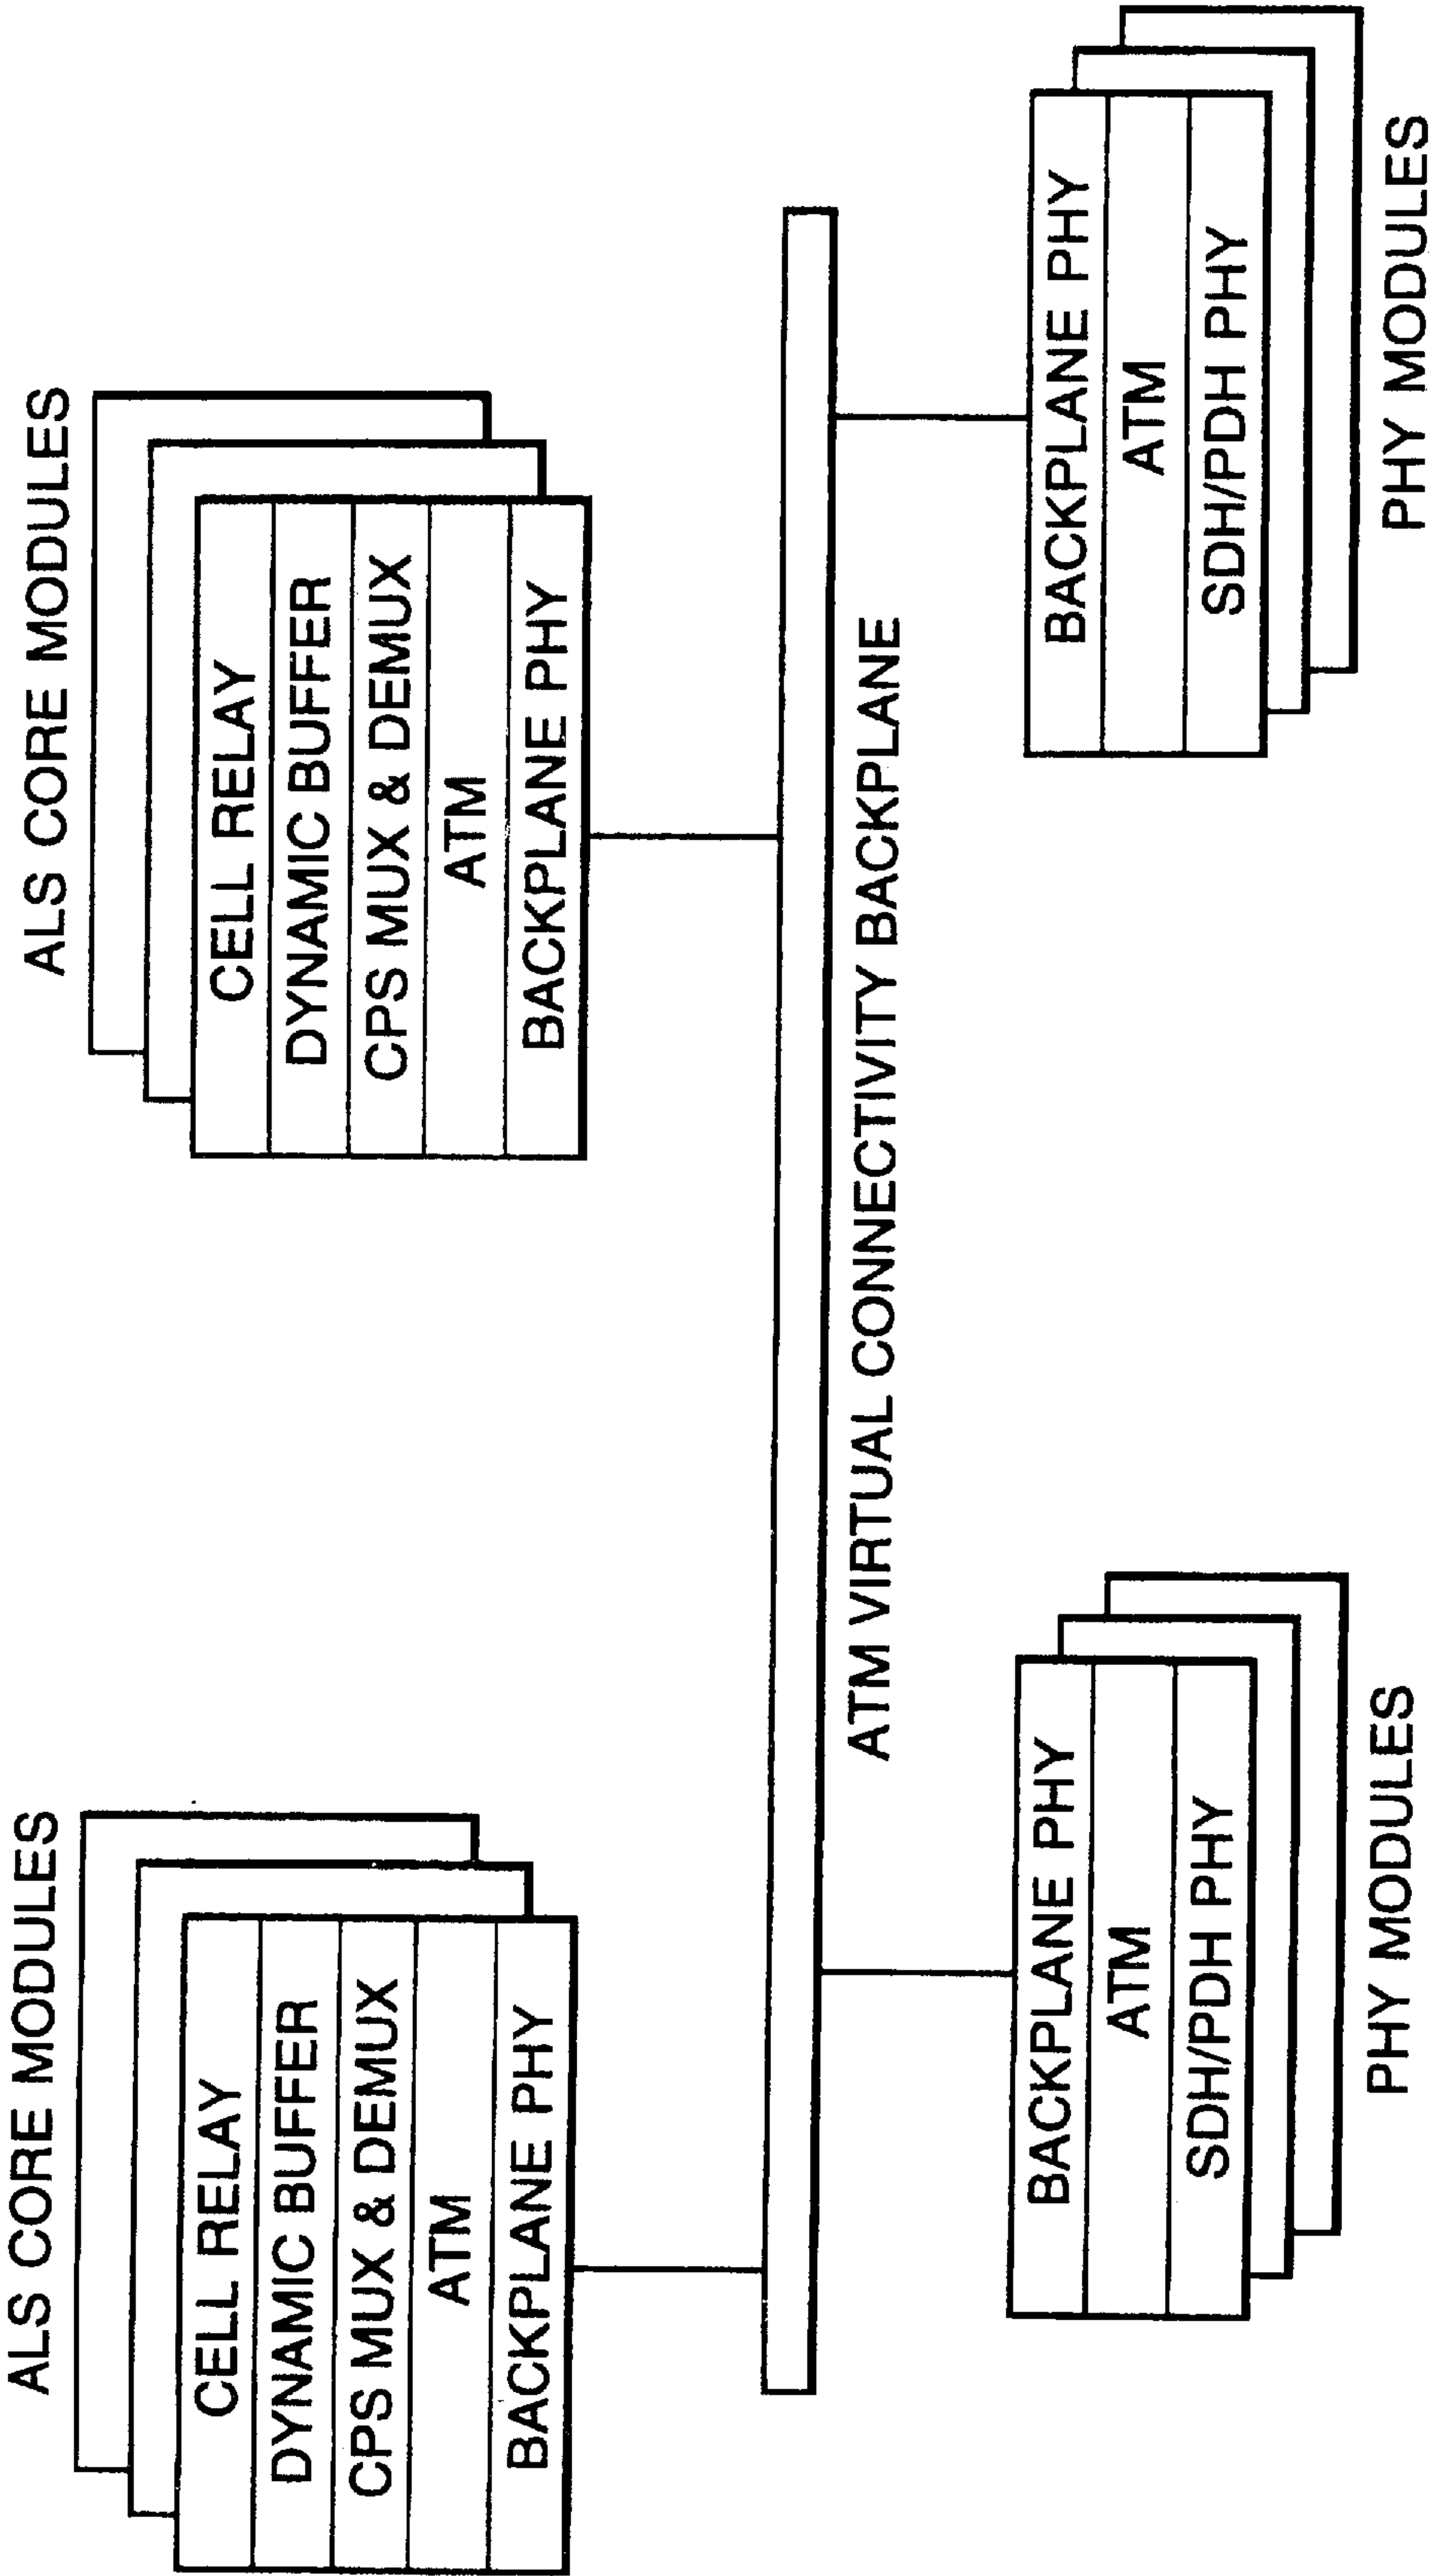 ALS CORE MODULES
CELL RELAY
DYNAMIC BUFFER
CPS MUX & DEMUX
ATM
BACKPLANE PHY
ALS CORE MODULES
CELL RELAY
DYNAMIC BUFFER
CPS MUX & DEMUX
ATM
BACKPLANE PHY
ATM VIRTUAL CONNECTIVITY BACKPLANE
BACKPLANE PHY
ATM
SDH/PDH PHY
PHY MODULES
BACKPLANE PHY
ATM
SDH/PDH PHY
PHY MODULES